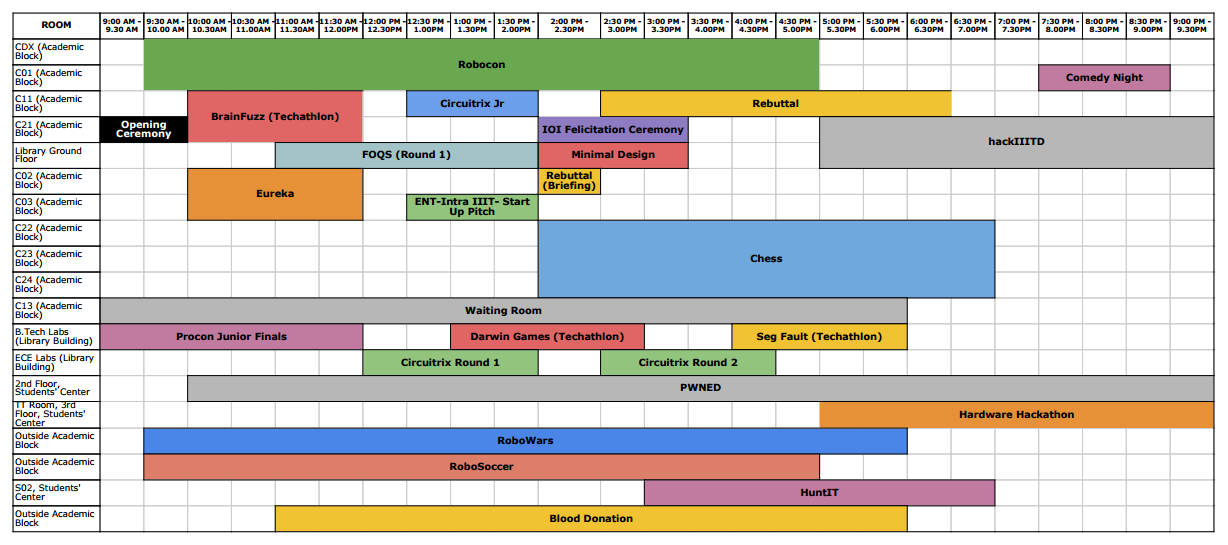 ROOM
9:00 AM -
9.30 AM
9:30 AM -
10.00 AM
10:00 AM -
10.30AM
10:30 AM -
11.00AM
11:00 AM -
11.30AM
11:30 AM -
12.00PM
12:00 PM -
12.30PM
12:30 PM -
1.00PM
1:00 PM -
1.30PM
1:30 PM -
2.00PM
2:00 PM -
2.30PM
2:30 PM -
3.00PM
3:00 PM -
3.30PM
3:30 PM -
4.00PM
4:00 PM -
4.30PM
4:30 PM -
5.00PM
5:00 PM -
5.30PM
5:30 PM -
6.00PM
6:00 PM -
6.30PM
6:30 PM -
7.00PM
7:00 PM -
7.30PM
7:30 PM -
8.00PM
8:00 PM -
8.30PM
8:30 PM -
9.00PM
9:00 PM -
9.30PM
CDX (Academic
Block)
Robocon
C01 (Academic
Block)
Comedy Night
C11 (Academic
Block)
BrainFuzz (Techathlon)
Circuitrix Jr
Rebuttal
C21 (Academic
Block)
Opening
Ceremony
IOI Felicitation Ceremony
hackIIITD
Library Ground
Floor
FOQS (Round 1)
Minimal Design
C02 (Academic
Block)
Eureka
Rebuttal
(Briefing)
C03 (Academic
Block)
ENT-Intra IIIT- Start
Up Pitch
C22 (Academic
Block)
C23 (Academic
Block)
Chess
C24 (Academic
Block)
C13 (Academic
Block)
Waiting Room
B.Tech Labs
(Library Building)
Procon Junior Finals
Darwin Games (Techathlon)
Seg Fault (Techathlon)
ECE Labs (Library
Building)
Circuitrix Round 1
Circuitrix Round 2
2nd Floor,
Students' Center
PWNED
TT Room, 3rd
Floor, Students'
Center
Hardware Hackathon
Outside Academic
Block
RoboWars
Outside Academic
Block
RoboSoccer
S02, Students'
Center
HuntIT
Outside Academic
Block
Blood Donation